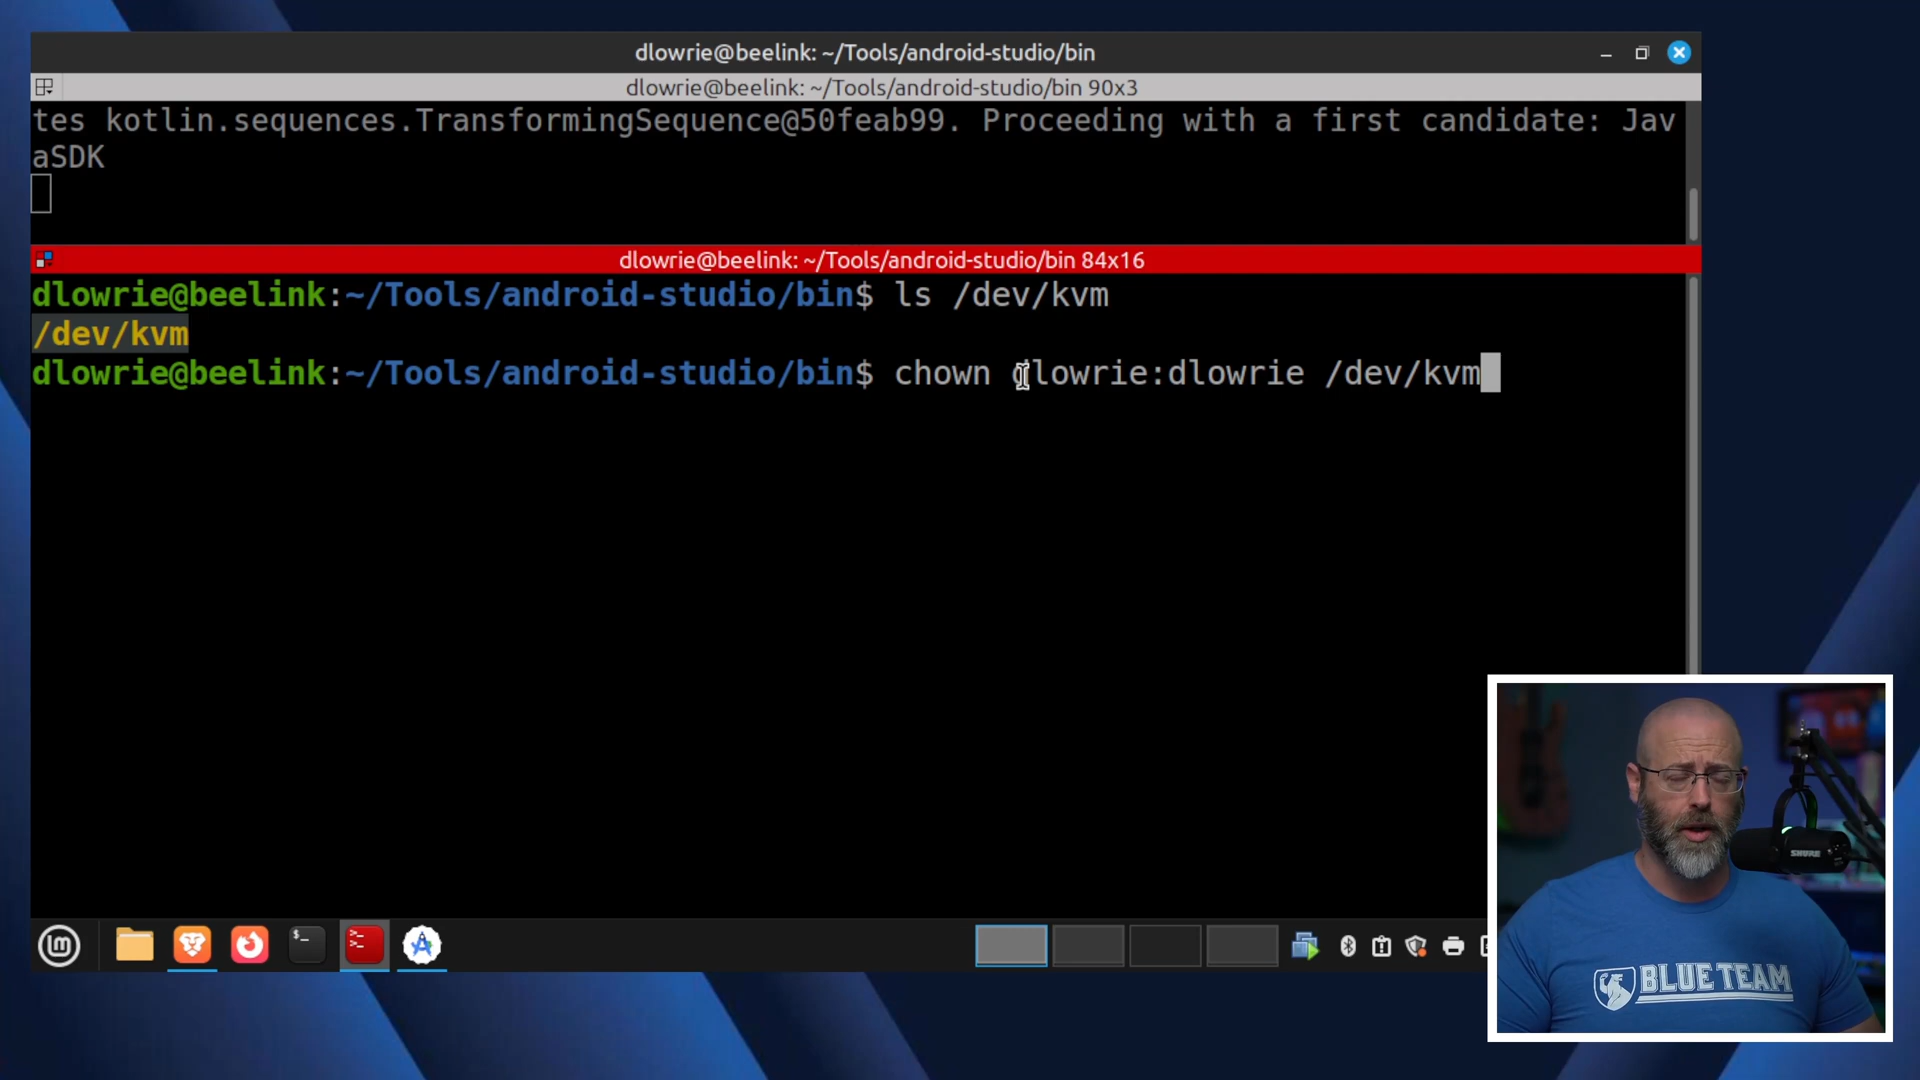 dlowrie@beelink: ~/Tools/android-studio/bin
dlowrie@beelink: ~/Tools/android-studio/bin 90x3
tes kotlin.sequences.TransformingSequence@50feab99. Proceeding with a first candidate: Jav
aSDK
dlowrie@beelink: ~/Tools/android-studio/bin 84x16
dlowrie@beelink:~/Tools/android-studio/bin$ ls /dev/kvm
/dev/kvm
dlowrie@beelink:~/Tools/android-studio/bin$ chown dlowrie:dlowrie /dev/kvm
SHURE
BLUE TEAM